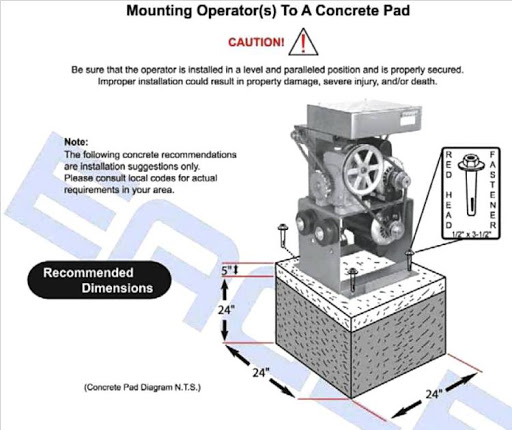 Mounting Operator(s) To A Concrete Pad
CAUTION!
Be sure that the operator is installed in a level and paralleled position and is properly secured.
Improper installation could result in property damage, severe injury, and/or death.
Note:
The following concrete recommendations
are installation suggestions only.
Please consult local codes for actual
requirements in your area.
RED HEAD
FASTENER
1/2" x 3-1/2"
Recommended
Dimensions
5"
24"
24"
24"
(Concrete Pad Diagram N.T.S.)